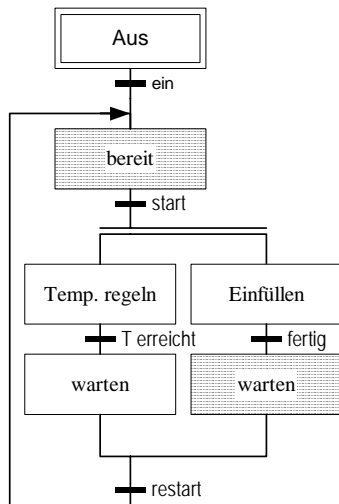 Aus
ein
bereit
start
Temp. regeln
Einfüllen
T erreicht
fertig
warten
warten
restart